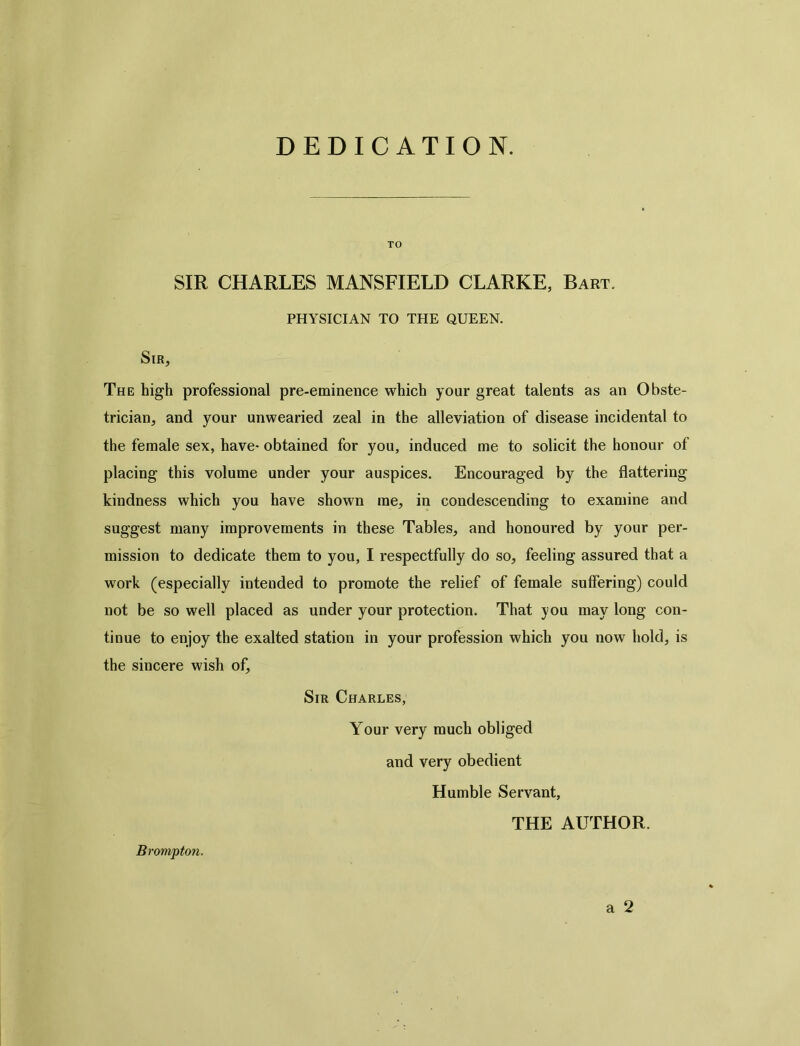 DEDICATION.
TO
SIR CHARLES MANSFIELD CLARKE, BART.
PHYSICIAN TO THE QUEEN.
SIR,
THE high professional pre-eminence which your great talents as an Obste-
trician, and your unwearied zeal in the alleviation of disease incidental to
the female sex, have obtained for you, induced me to solicit the honour of
placing this volume under your auspices. Encouraged by the flattering
kindness which you have shown me, in condescending to examine and
suggest many improvements in these Tables, and honoured by your per-
mission to dedicate them to you, I respectfully do so, feeling assured that a
work (especially intended to promote the relief of female suffering) could
not be so well placed as under your protection. That you may long con-
tinue to enjoy the exalted station in your profession which you now hold, is
the sincere wish of,
SIR CHARLES,
Your very much obliged
and very obedient
Humble Servant,
THE AUTHOR.
Brompton.
a 2